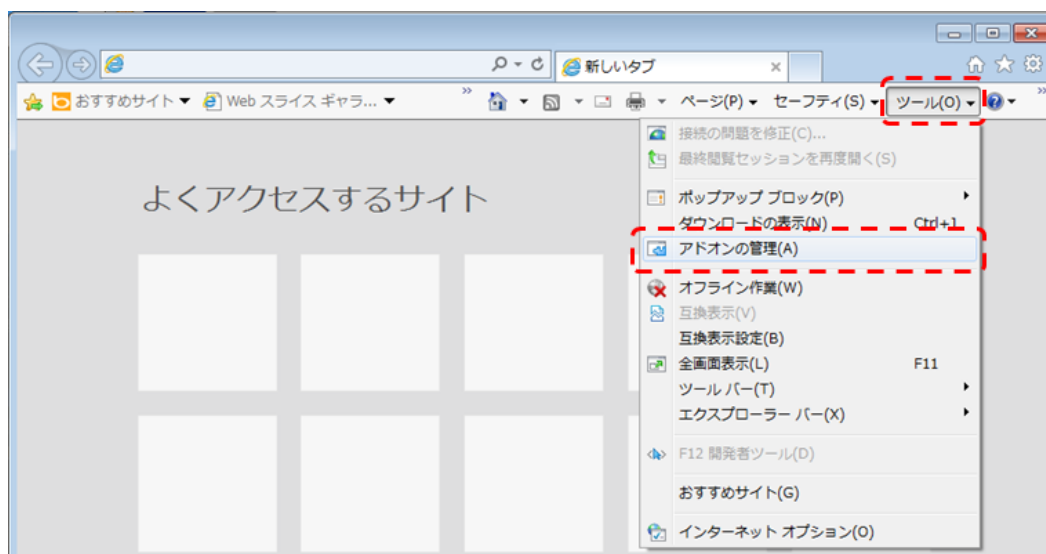 新しいタブ
おすすめサイト Web スライス ギャラ... ページ(P) セーフティ(S) ツール(O)
よくアクセスするサイト
接続の問題を修正(C)...
最終閲覧セッションを再度開く(S)
ポップアップ ブロック(P)
ダウンロードの表示(N) Ctrl+J
アドオンの管理(A)
オフライン作業(W)
互換表示(V)
互換表示設定(B)
全画面表示(L) F11
ツール バー(T)
エクスプローラー バー(X)
F12 開発者ツール(D)
おすすめサイト(G)
インターネット オプション(O)